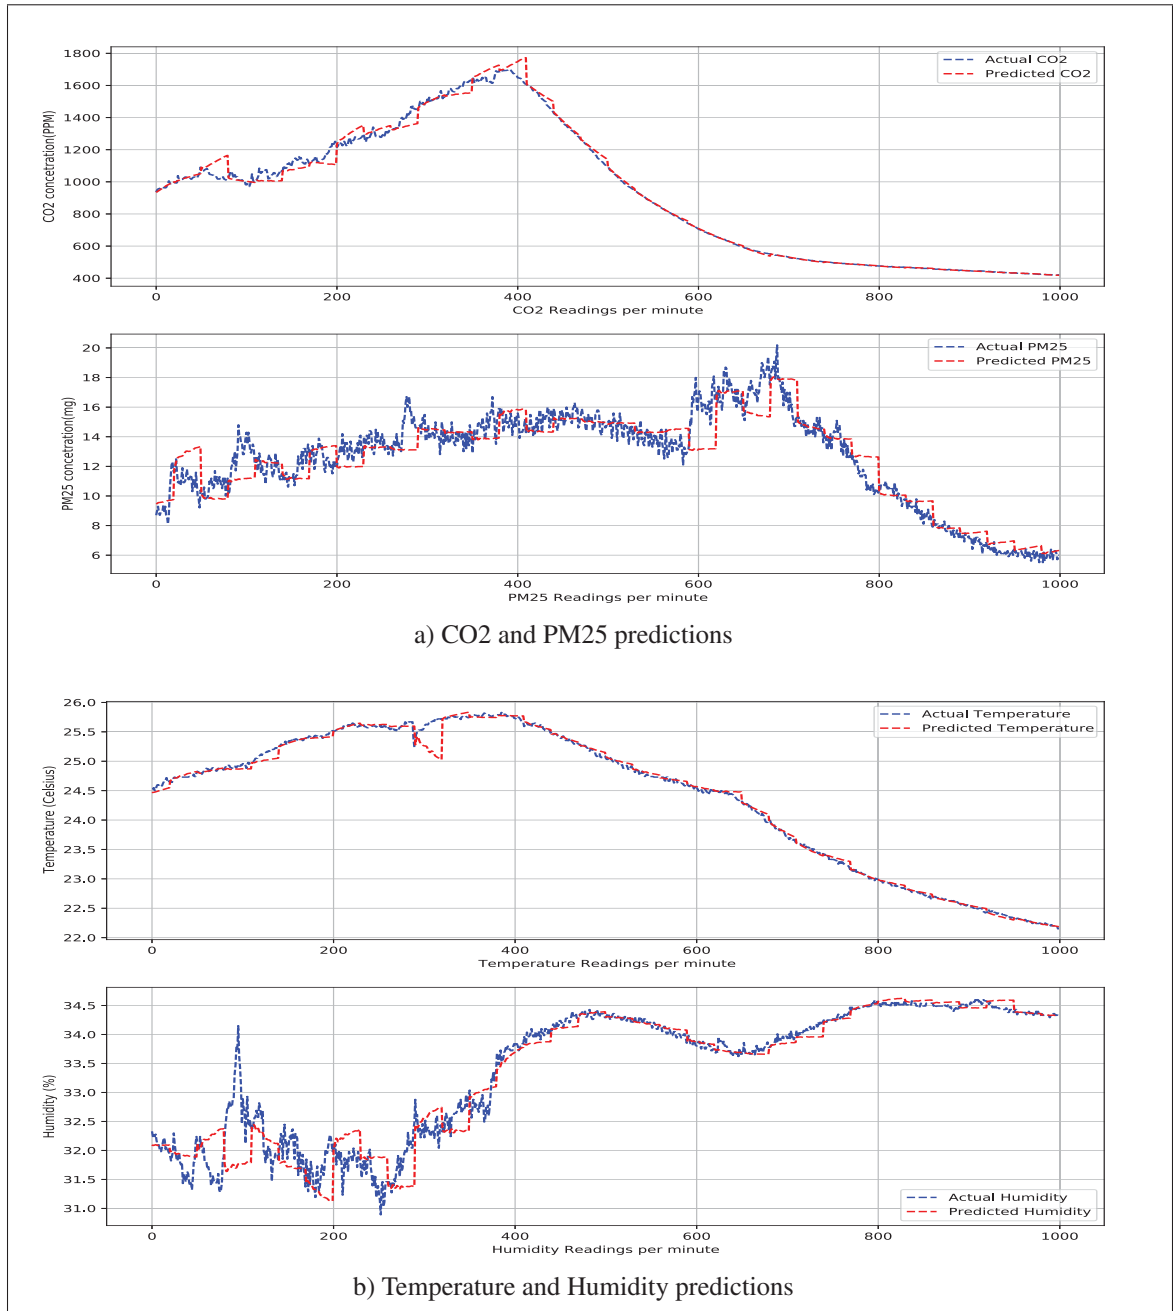 1800
1600
1400
1200
1000
800
600
400
CO2 concetration(PPM)
Actual CO2
Predicted CO2
0 200 400 600 800 1000
CO2 Readings per minute
20
18
16
14
12
10
8
6
PM25 concetration(mg)
Actual PM25
Predicted PM25
0 200 400 600 800 1000
PM25 Readings per minute
a) CO2 and PM25 predictions
26.0
25.5
25.0
24.5
24.0
23.5
23.0
22.5
22.0
Temperature (Celsius)
Actual Temperature
Predicted Temperature
0 200 400 600 800 1000
Temperature Readings per minute
34.5
34.0
33.5
33.0
32.5
32.0
31.5
31.0
Humidity (%)
Actual Humidity
Predicted Humidity
0 200 400 600 800 1000
Humidity Readings per minute
b) Temperature and Humidity predictions